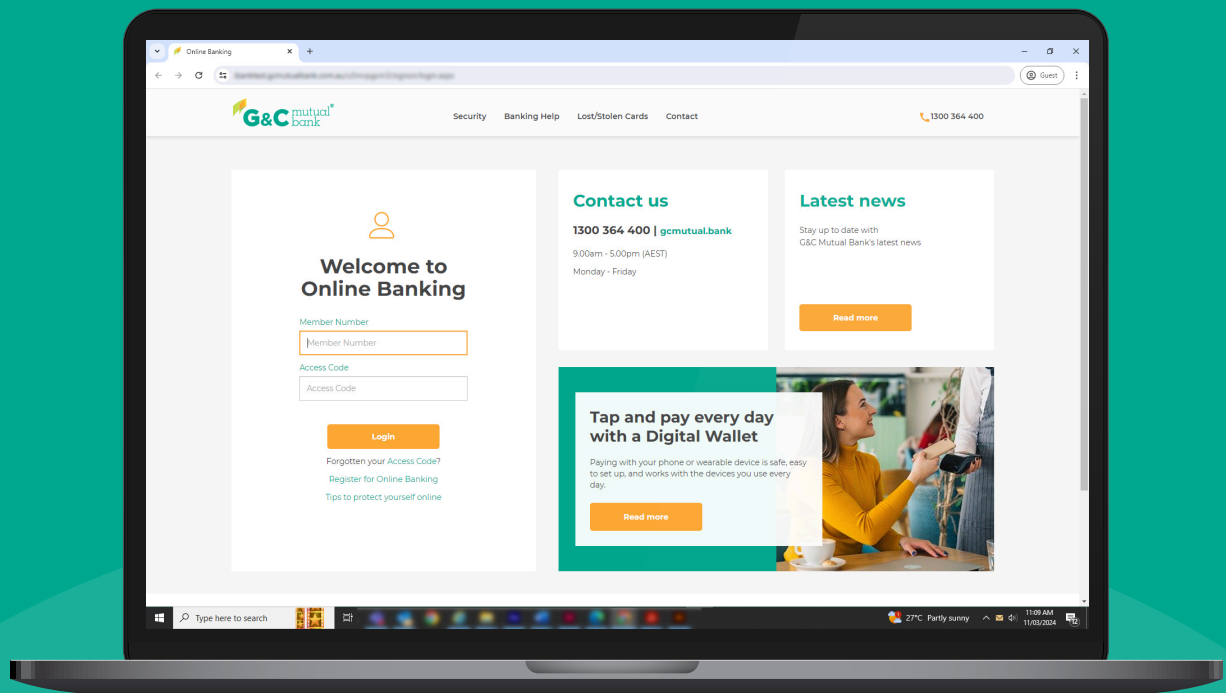 Online Banking
Guest
G&C mutual bank
Security
Banking Help
Lost/Stolen Cards
Contact
1300 364 400
Welcome to
Online Banking
Member Number
Member Number
Access Code
Access Code
Login
Forgotten your Access Code?
Register for Online Banking
Tips to protect yourself online
Contact us
1300 364 400 | gcmutual.bank
9.00am - 5.00pm (AEST)
Monday - Friday
Latest news
Stay up to date with
G&C Mutual Bank's latest news
Read more
Tap and pay every day
with a Digital Wallet
Paying with your phone or wearable device is safe, easy
to set up, and works with the devices you use every
day.
Read more
Type here to search
27°C Partly sunny
11:09 AM
11/03/2024